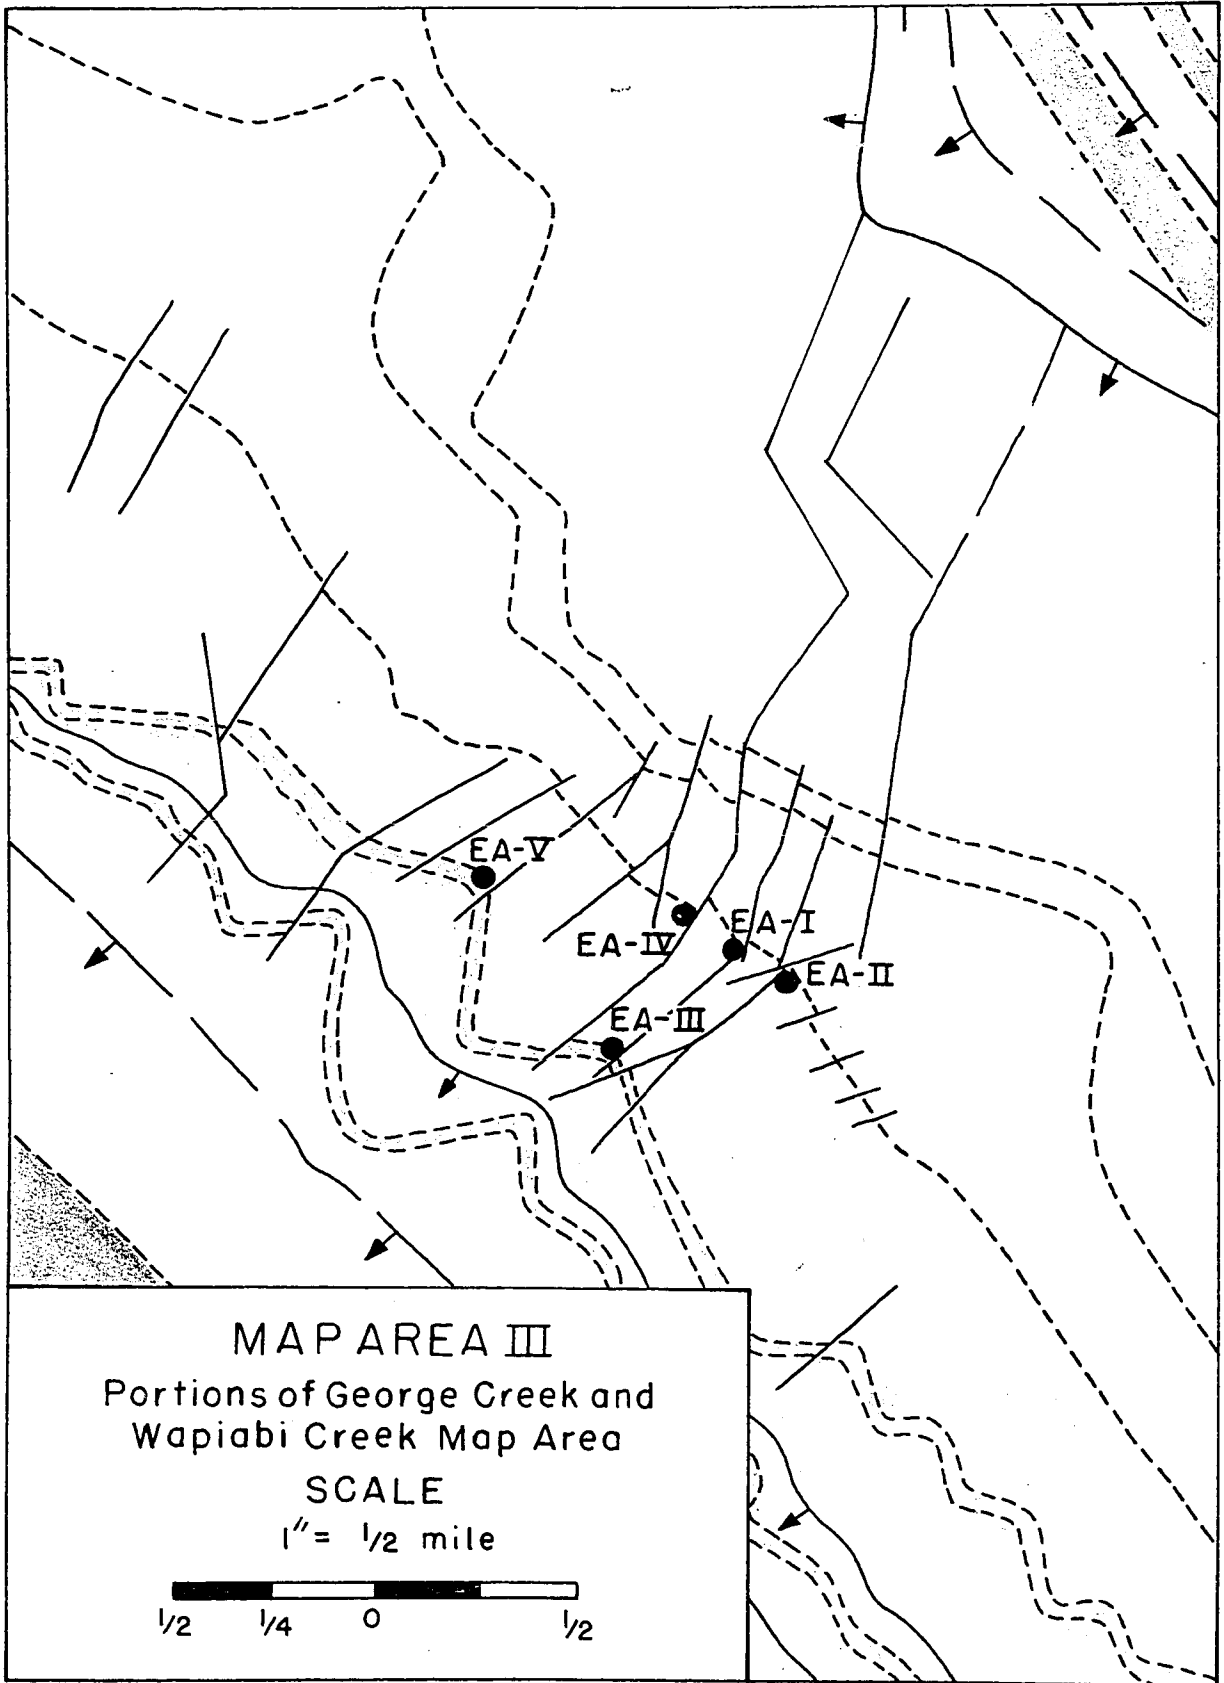 EA-V
EA-IV
EA-I
EA-II
EA-III
MAP AREA III
Portions of George Creek and
Wapiabi Creek Map Area
SCALE
1″= 1/2 mile
1/2 1/4 0 1/2